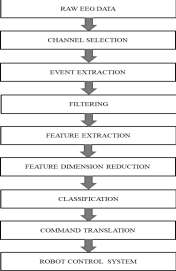 RAW EEG DATA
CHANNEL SELECTION
EVENT EXTRACTION
FILTERING
FEATURE EXTRACTION
FEATURE DIMENSION REDUCTION
CLASSIFICATION
COMMAND TRANSLATION
ROBOT CONTROL SYSTEM